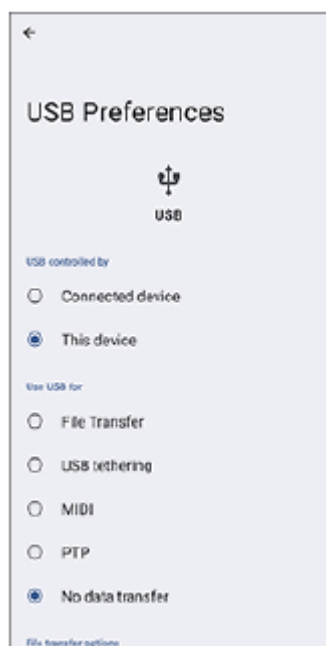 USB Preferences
USB
USB controlled by
Connected device
This device
Use USB for
File Transfer
USB tethering
MIDI
PTP
No data transfer
File transfer options